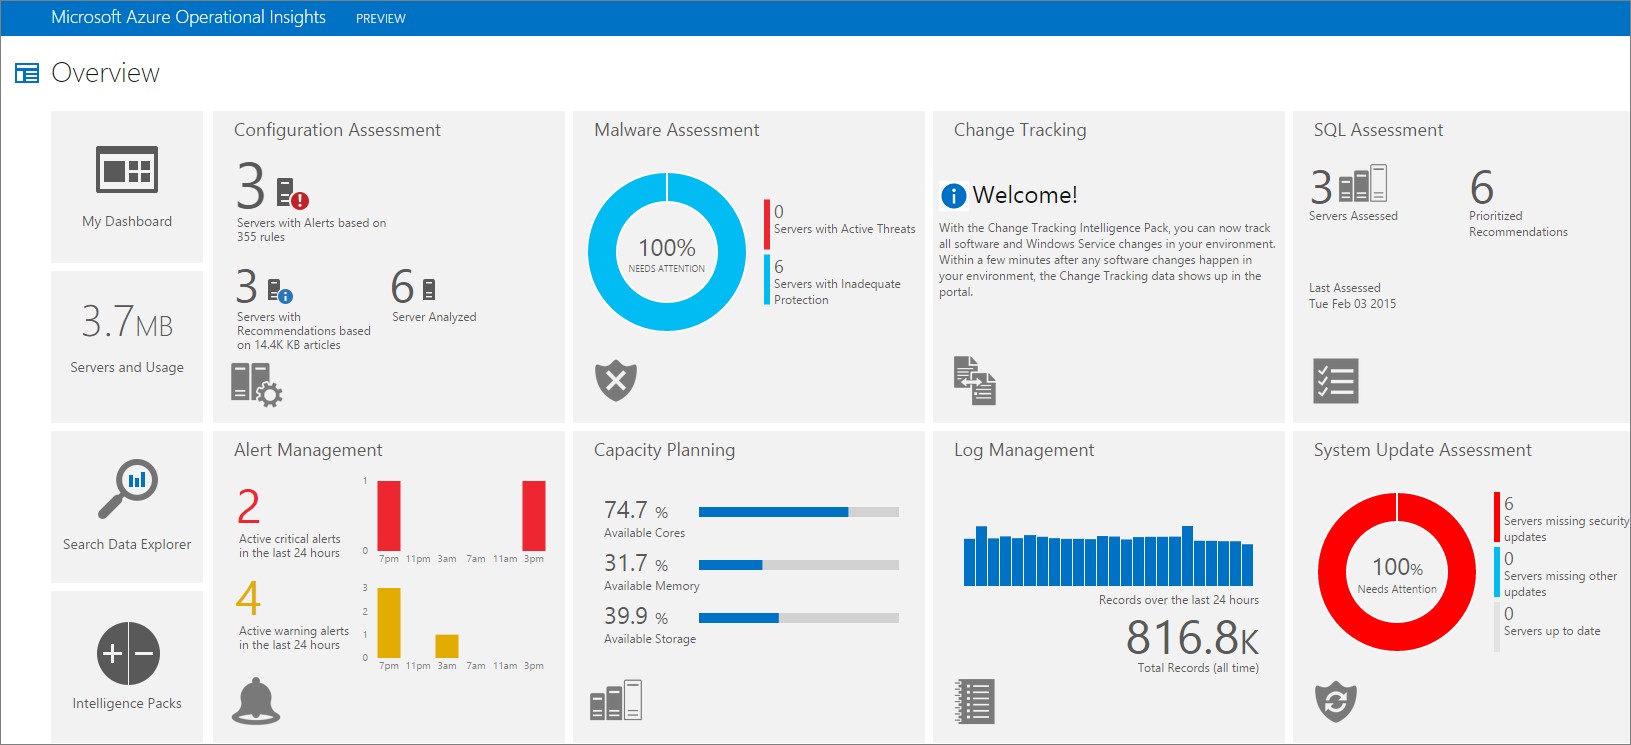 Microsoft Azure Operational Insights PREVIEW
Overview
My Dashboard
3.7MB
Servers and Usage
Search Data Explorer
Intelligence Packs
Configuration Assessment
3
Servers with Alerts based on
355 rules
3
Servers with
Recommendations based
on 14.4K KB articles
6
Server Analyzed
Malware Assessment
100%
NEEDS ATTENTION
0
Servers with Active Threats
6
Servers with Inadequate
Protection
Change Tracking
Welcome!
With the Change Tracking Intelligence Pack, you can now track
all software and Windows Service changes in your environment.
Within a few minutes after any software changes happen in
your environment, the Change Tracking data shows up in the
portal.
SQL Assessment
3
Servers Assessed
6
Prioritized
Recommendations
Last Assessed
Tue Feb 03 2015
Alert Management
2
Active critical alerts
in the last 24 hours
1
0
7pm 11pm 3am 7am 11am 3pm
4
Active warning alerts
in the last 24 hours
3
2
1
0
7pm 11pm 3am 7am 11am 3pm
Capacity Planning
74.7 %
Available Cores
31.7 %
Available Memory
39.9 %
Available Storage
Log Management
Records over the last 24 hours
816.8K
Total Records (all time)
System Update Assessment
100%
Needs Attention
6
Servers missing security
updates
0
Servers missing other
updates
0
Servers up to date